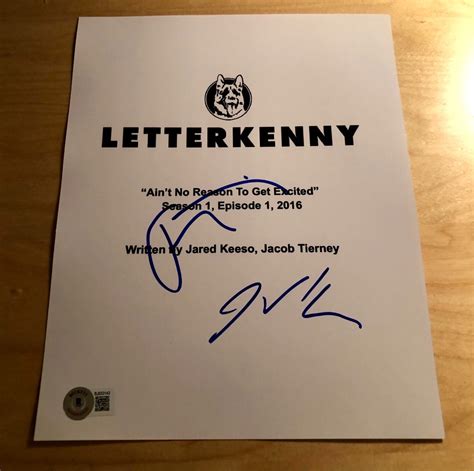 LETTERKENNY
“Ain’t No Reason To Get Excited”
Season 1, Episode 1, 2016
Written By Jared Keeso, Jacob Tierney